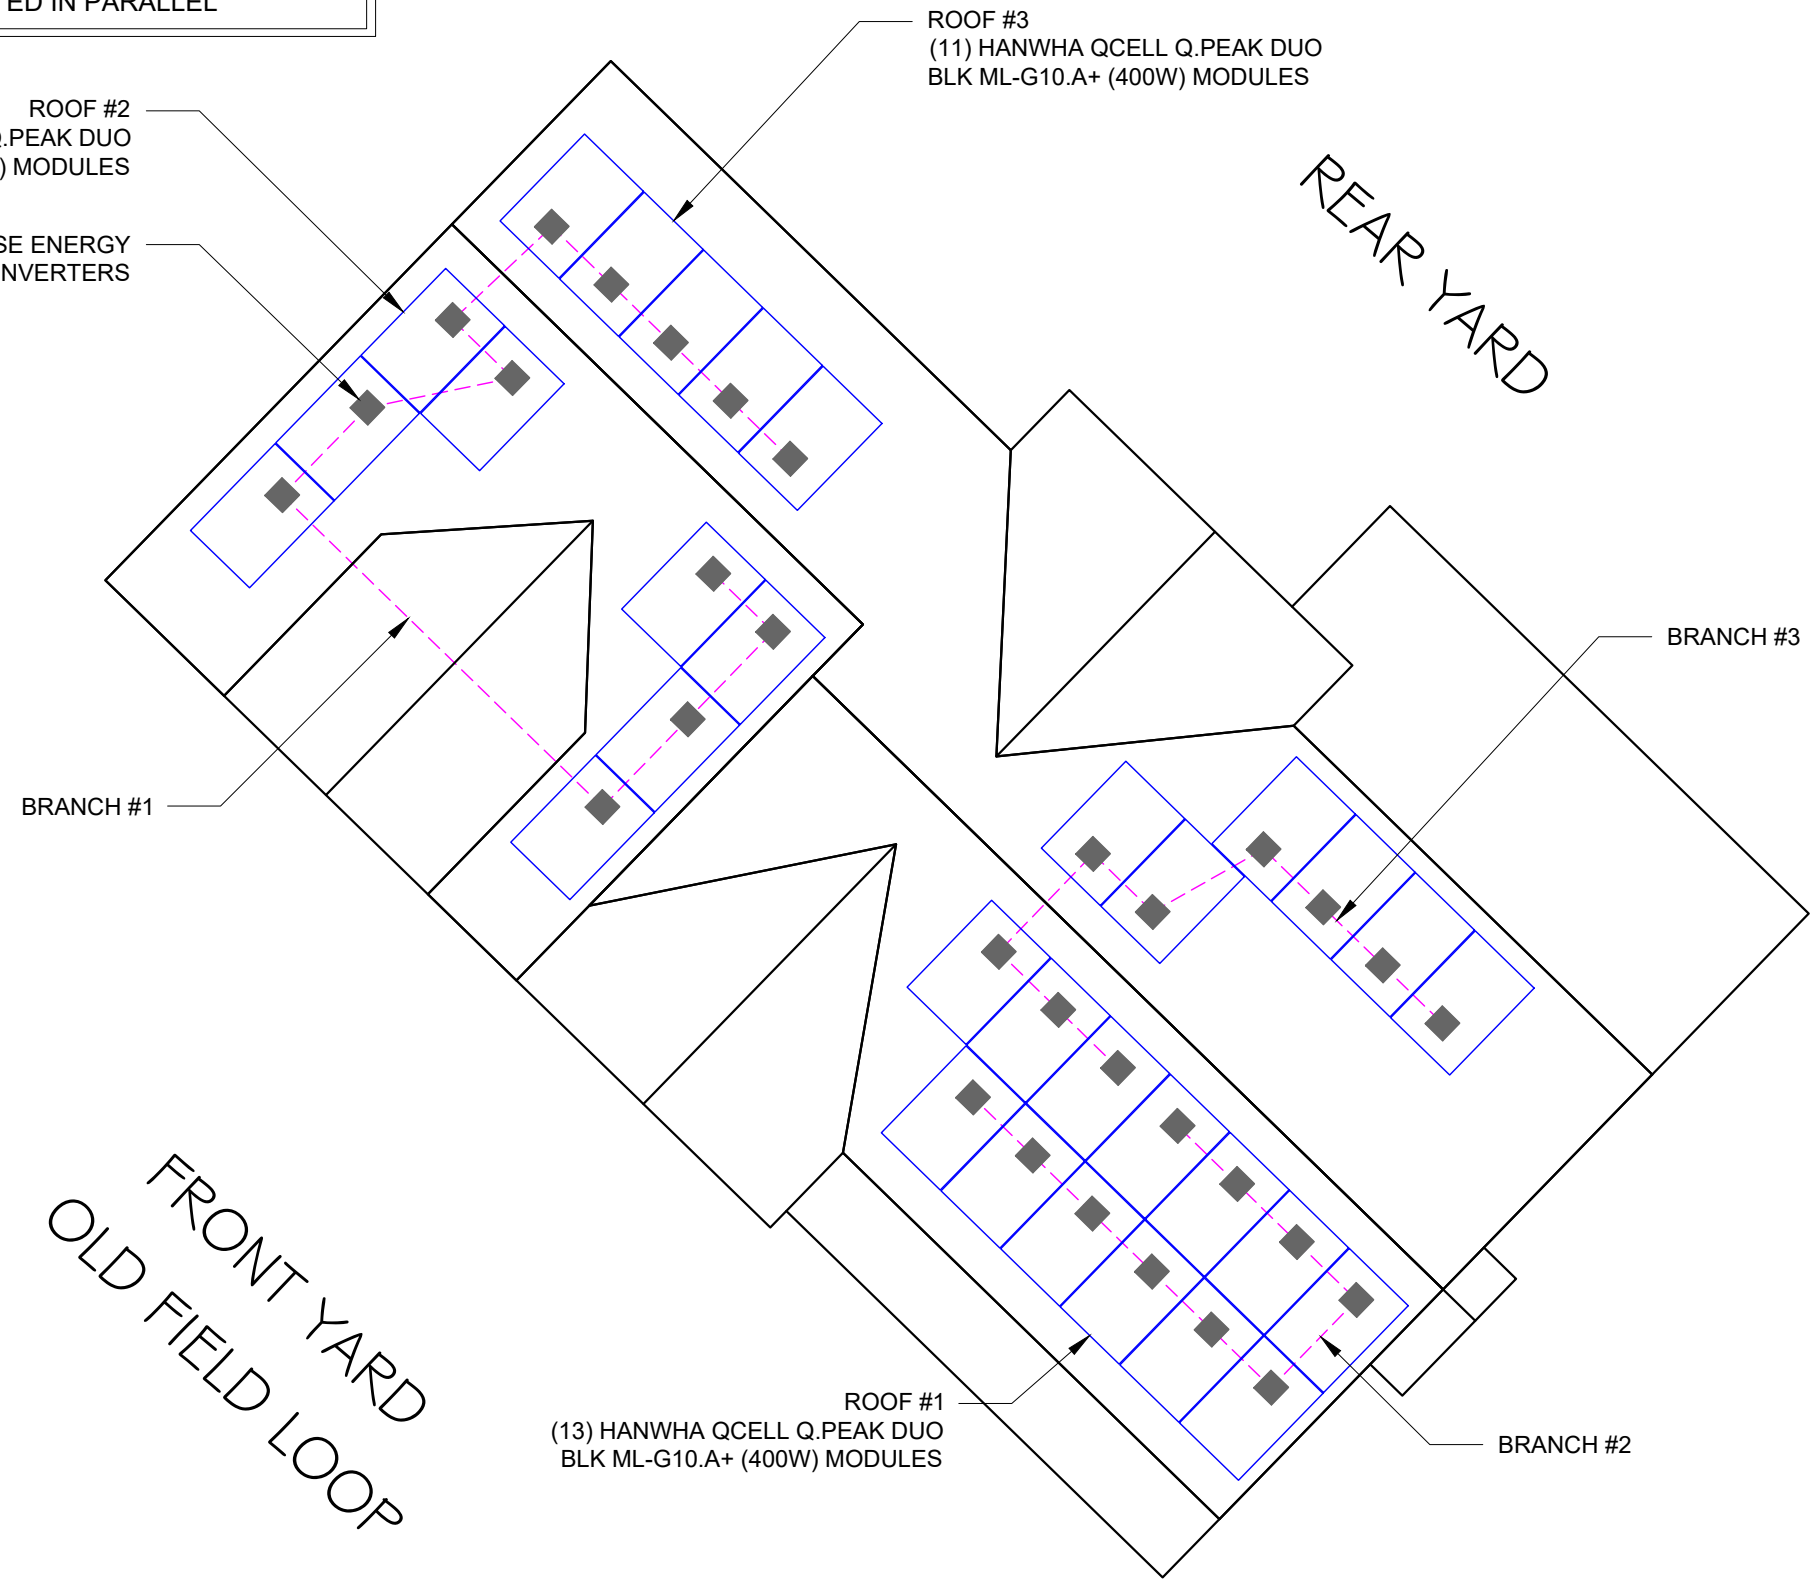 ED IN PARALLEL
ROOF #3
(11) HANWHA QCELL Q.PEAK DUO
BLK ML-G10.A+ (400W) MODULES
ROOF #2
Q.PEAK DUO
) MODULES
SE ENERGY
NVERTERS
REAR YARD
BRANCH #3
BRANCH #1
FRONT YARD
OLD FIELD LOOP
ROOF #1
(13) HANWHA QCELL Q.PEAK DUO
BLK ML-G10.A+ (400W) MODULES
BRANCH #2